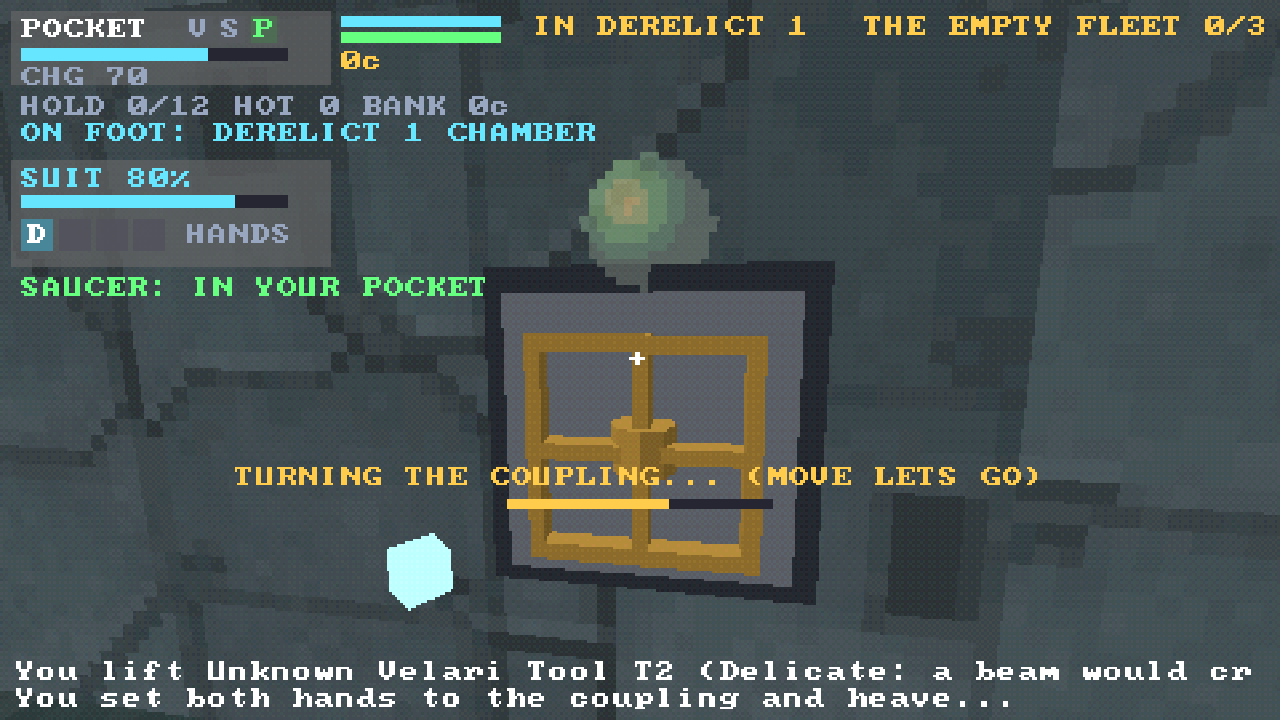 POCKET V S P
IN DERELICT 1 THE EMPTY FLEET 0/3
0c
CHG 70
HOLD 0/12 HOT 0 BANK 0c
ON FOOT: DERELICT 1 CHAMBER
SUIT 80%
D HANDS
SAUCER: IN YOUR POCKET
TURNING THE COUPLING... (MOVE LETS GO)
You lift Unknown Velari Tool T2 (Delicate: a beam would cr
You set both hands to the coupling and heave...